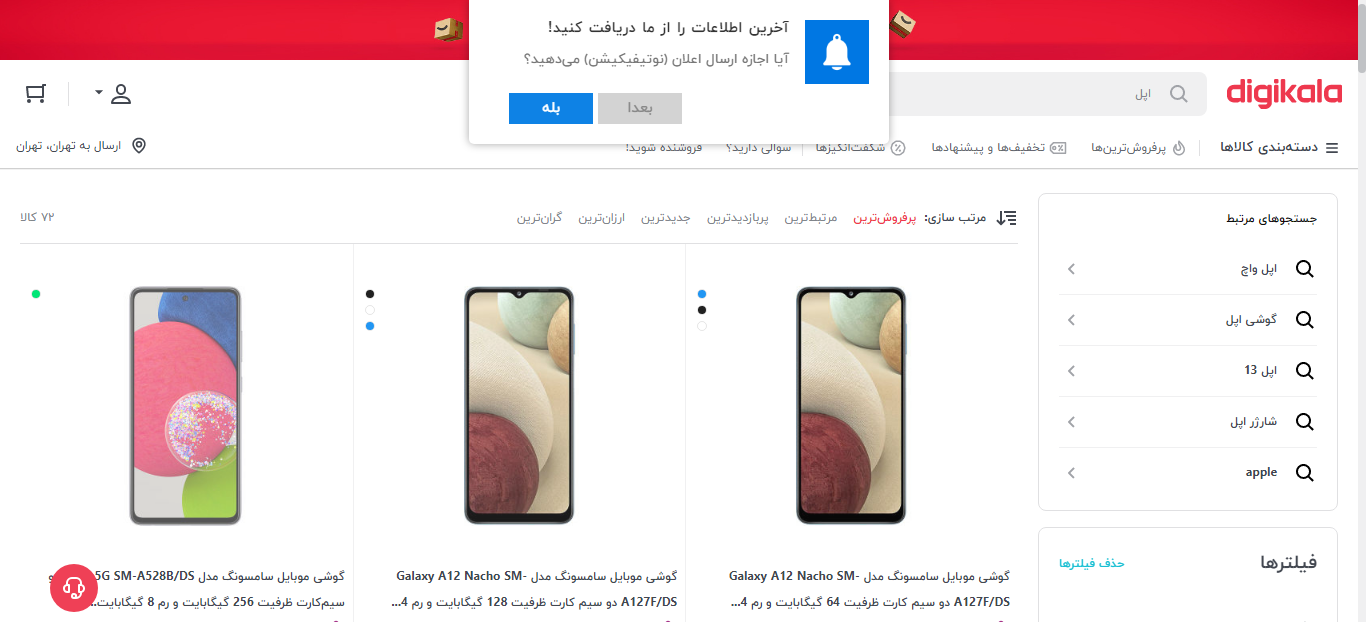 آخرین اطلاعات را از ما دریافت کنید!
آیا اجازه ارسال اعلان (نوتیفیکیشن) می‌دهید؟
بعدا
بله
digikala
اپل
دسته‌بندی کالاها
پرفروش‌ترین‌ها
تخفیف‌ها و پیشنهادها
شگفت‌انگیزها
سوالی دارید؟
فروشنده شوید!
ارسال به تهران، تهران
جستجوهای مرتبط
اپل واچ
گوشی اپل
اپل 13
شارژر اپل
apple
فیلترها
حذف فیلترها
مرتب سازی: پرفروش‌ترین مرتبط‌ترین پربازدیدترین جدیدترین ارزان‌ترین گران‌ترین
۷۲ کالا
گوشی موبایل سامسونگ مدل Galaxy A12 Nacho SM-
A127F/DS دو سیم کارت ظرفیت 64 گیگابایت و رم 4...
گوشی موبایل سامسونگ مدل Galaxy A12 Nacho SM-
A127F/DS دو سیم کارت ظرفیت 128 گیگابایت و رم 4...
گوشی موبایل سامسونگ مدل 5G SM-A528B/DS و
سیم‌کارت ظرفیت 256 گیگابایت و رم 8 گیگابایت...